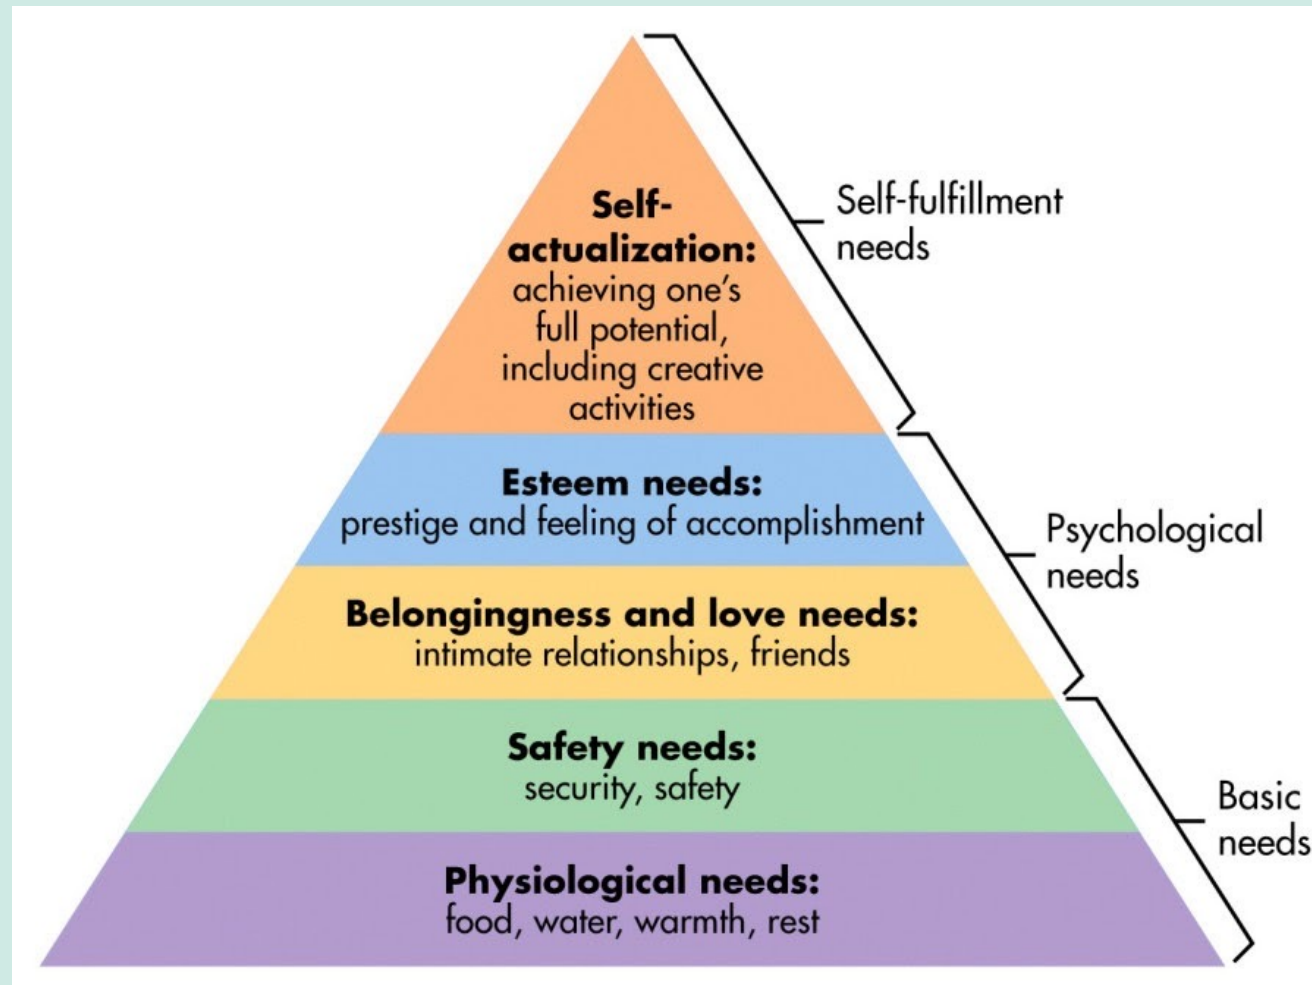 Self-
actualization:
achieving one's
full potential,
including creative
activities
Self-fulfillment
needs
Esteem needs:
prestige and feeling of accomplishment
Belongingness and love needs:
intimate relationships, friends
Psychological
needs
Safety needs:
security, safety
Physiological needs:
food, water, warmth, rest
Basic
needs